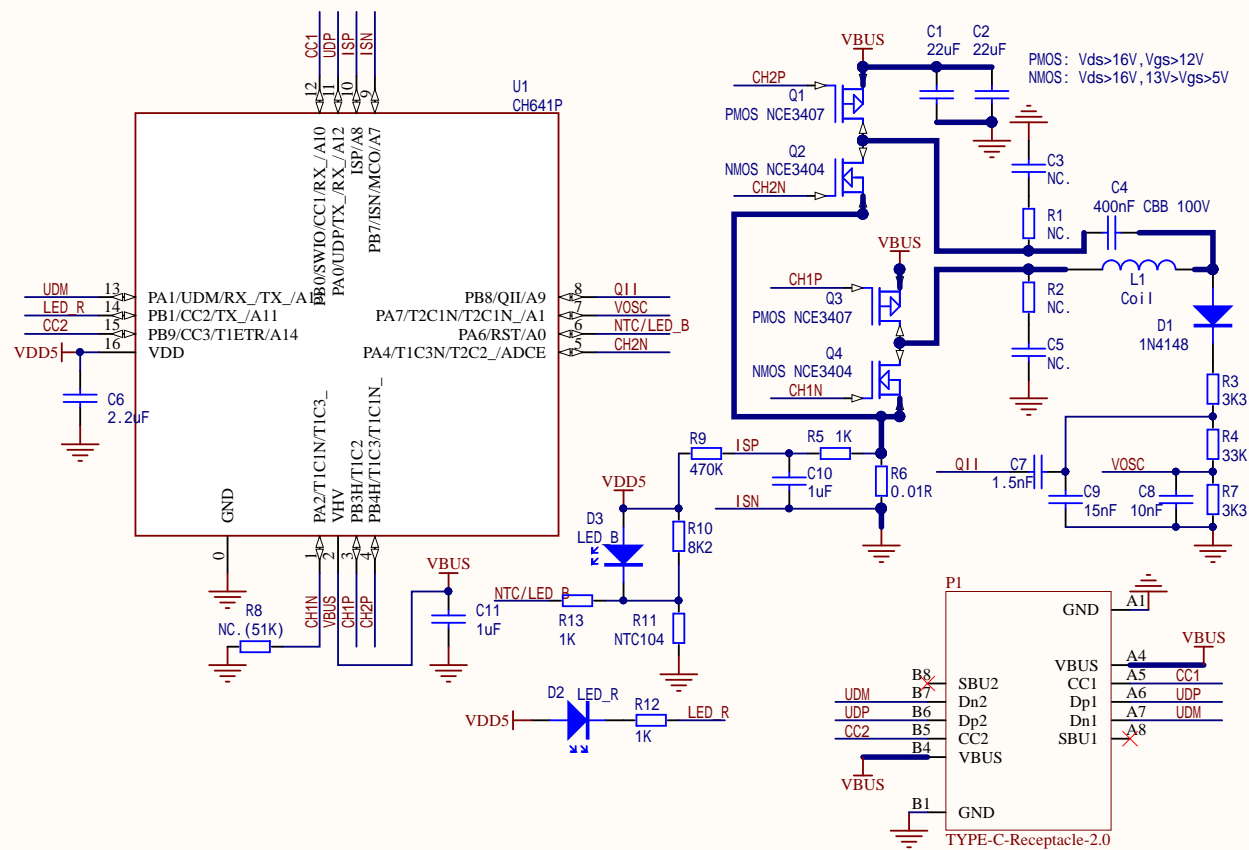 CC1
UDP
ISP
ISN
12
11
10
9
U1
CH641P
PB0/SWIO/CC1/RX_/A10
PA0/UDP/TX_/RX_/A12
ISP/A8
PB7/ISN/MCO/A7
UDM
13
PA1/UDM/RX_/TX_/A1
LED_R
14
PB1/CC2/TX_/A11
CC2
15
PB9/CC3/T1ETR/A14
VDD5
16
VDD
PB8/QII/A9
8
QII
PA7/T2C1N/T2C1N_/A1
7
VOSC
PA6/RST/A0
6
NTC/LED_B
PA4/T1C3N/T2C2_/ADCE
5
CH2N
C6
2.2uF
GND
PA2/T1C1N/T1C3_
VHV
PB3H/T1C2
PB4H/T1C3/T1C1N_
0
1
2
3
4
CH1N
VBUS
CH1P
CH2P
R8
NC.(51K)
VBUS
C11
1uF
VBUS
C1
22uF
C2
22uF
PMOS: Vds>16V,Vgs>12V
NMOS: Vds>16V,13V>Vgs>5V
CH2P
Q1
PMOS NCE3407
Q2
NMOS NCE3404
CH2N
C3
NC.
R1
NC.
C4
400nF CBB 100V
VBUS
CH1P
Q3
PMOS NCE3407
Q4
NMOS NCE3404
CH1N
R2
NC.
C5
NC.
L1
Coil
D1
1N4148
R3
3K3
R4
33K
R7
3K3
QII
C7
1.5nF
VOSC
C9
15nF
C8
10nF
R9
470K
ISP
R5 1K
C10
1uF
R6
0.01R
ISN
VDD5
D3
LED_B
R10
8K2
NTC/LED_B
R13
1K
R11
NTC104
VDD5
D2
LED_R
R12
1K
LED_R
P1
GND
A1
VBUS
A4
VBUS
CC1
A5
CC1
Dp1
A6
UDP
Dn1
A7
UDM
SBU1
A8
B8
SBU2
UDM
B7
Dn2
UDP
B6
Dp2
CC2
B5
CC2
B4
VBUS
VBUS
B1
GND
TYPE-C-Receptacle-2.0